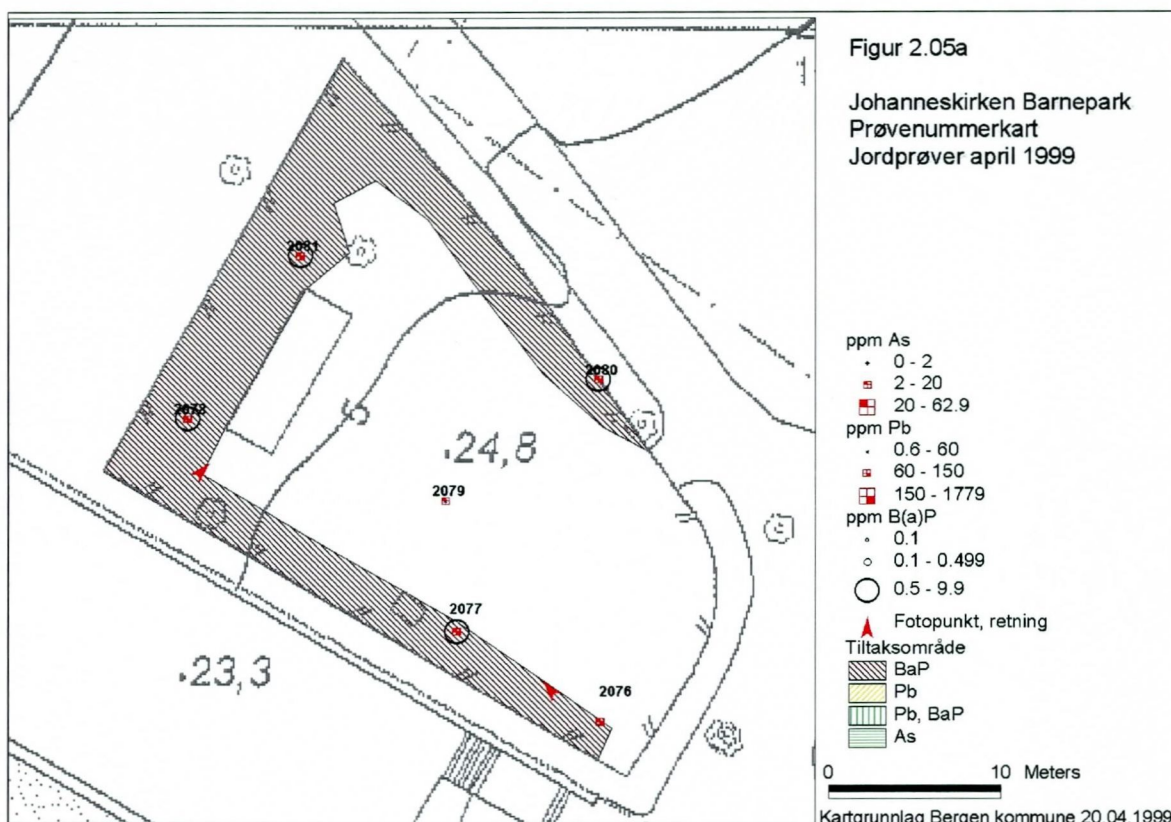 Figur 2.05a
Johanneskirken Barnepark
Prøvenummerkart
Jordprøver april 1999
2081
2080
2078
24,8
2079
2077
23,3
2076
ppm As
0 - 2
2 - 20
20 - 62.9
ppm Pb
0.6 - 60
60 - 150
150 - 1779
ppm B(a)P
0.1
0.1 - 0.499
0.5 - 9.9
Fotopunkt, retning
Tiltaksområde
BaP
Pb
Pb, BaP
As
0 10 Meters
Kartgrunnlag Bergen kommune 20.04.1999